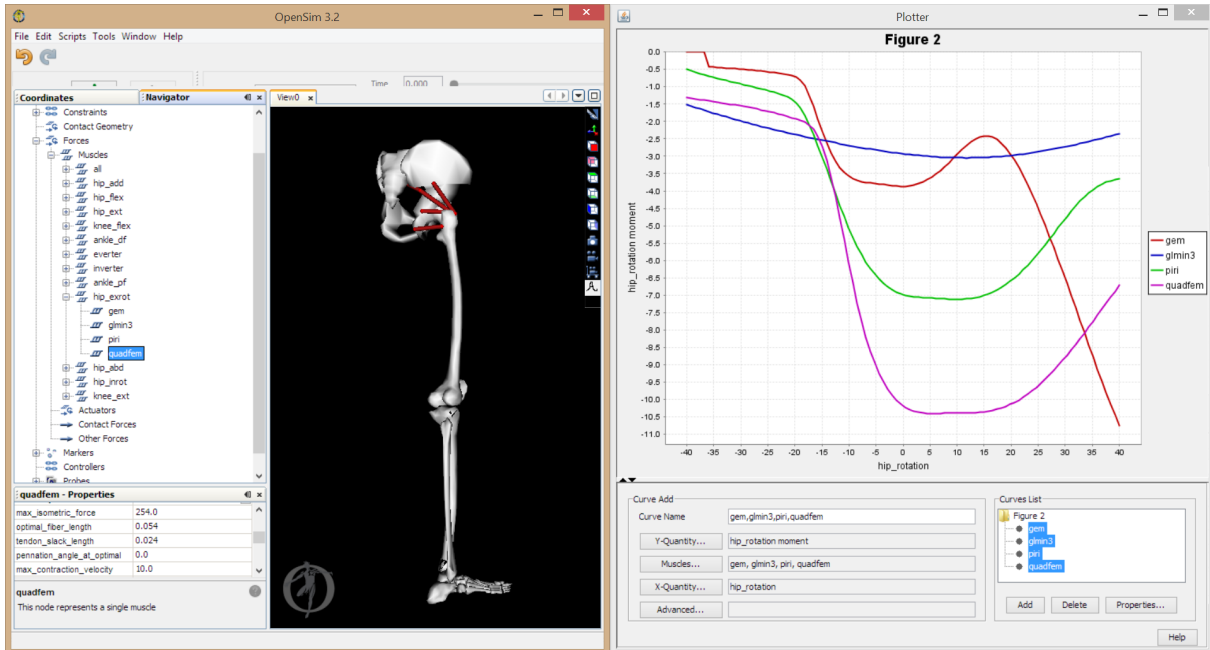 OpenSim 3.2
File Edit Scripts Tools Window Help
Time 0.000
Coordinates Navigator
Constraints
Contact Geometry
Forces
Muscles
all
hip_add
hip_flex
hip_ext
knee_flex
ankle_df
everter
inverter
ankle_pf
hip_exrot
gem
glmin3
piri
quadfem
hip_abd
hip_inrot
knee_ext
Actuators
Contact Forces
Other Forces
Markers
Controllers
Probes
quadfem - Properties
max_isometric_force 254.0
optimal_fiber_length 0.054
tendon_slack_length 0.024
pennation_angle_at_optimal 0.0
max_contraction_velocity 10.0
quadfem
This node represents a single muscle
View0
Plotter
Figure 2
0.0
-0.5
-1.0
-1.5
-2.0
-2.5
-3.0
-3.5
-4.0
-4.5
-5.0
-5.5
-6.0
-6.5
-7.0
-7.5
-8.0
-8.5
-9.0
-9.5
-10.0
-10.5
-11.0
hip_rotation moment
-40 -35 -30 -25 -20 -15 -10 -5 0 5 10 15 20 25 30 35 40
hip_rotation
gem
glmin3
piri
quadfem
Curve Add
Curve Name gem,glmin3,piri,quadfem
Y-Quantity... hip_rotation moment
Muscles... gem, glmin3, piri, quadfem
X-Quantity... hip_rotation
Advanced...
Curves List
Figure 2
gem
glmin3
piri
quadfem
Add Delete Properties...
Help